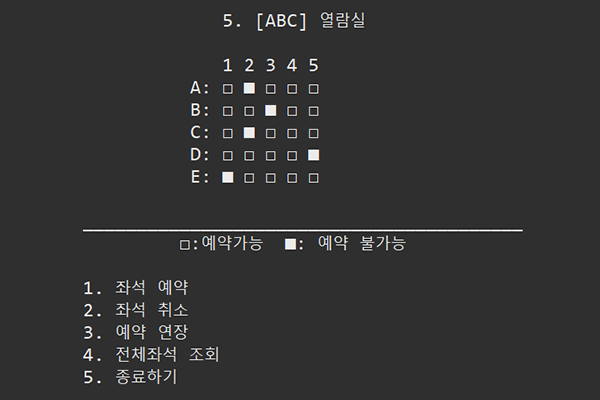 5. [ABC] 열람실
1 2 3 4 5
A: □ ■ □ □ □
B: □ □ ■ □ □
C: □ ■ □ □ □
D: □ □ □ □ ■
E: ■ □ □ □ □
□:예약가능 ■: 예약 불가능
1. 좌석 예약
2. 좌석 취소
3. 예약 연장
4. 전체좌석 조회
5. 종료하기